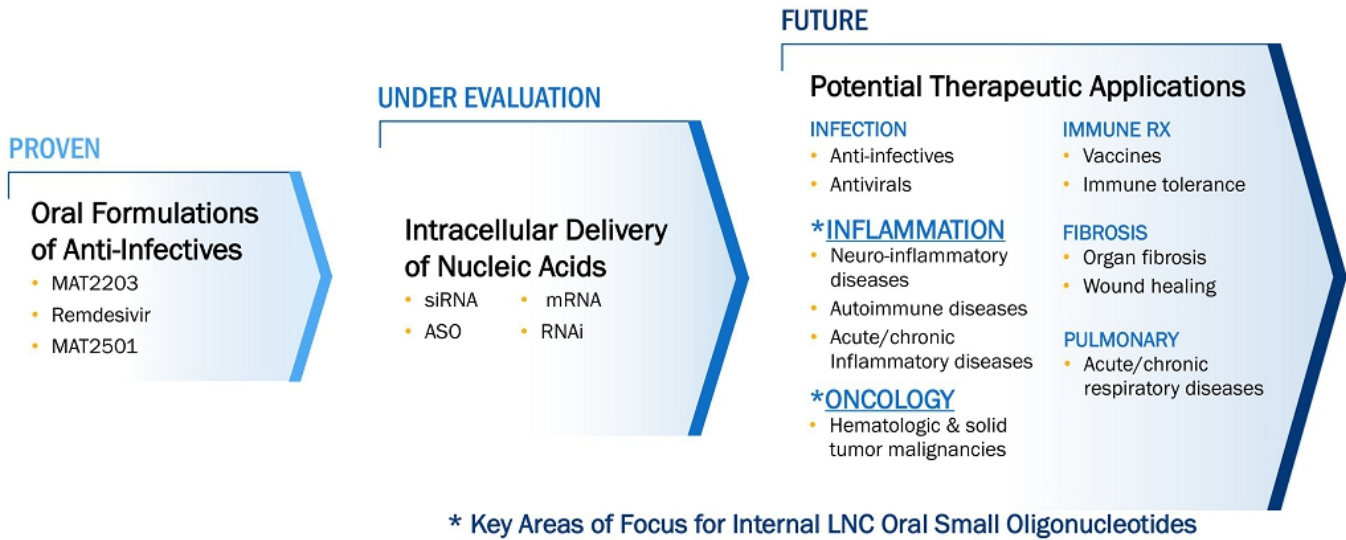 PROVEN
Oral Formulations
of Anti-Infectives
• MAT2203
• Remdesivir
• MAT2501
UNDER EVALUATION
Intracellular Delivery
of Nucleic Acids
• siRNA
• mRNA
• ASO
• RNAi
FUTURE
Potential Therapeutic Applications
INFECTION
• Anti-infectives
• Antivirals
*INFLAMMATION
• Neuro-inflammatory
diseases
• Autoimmune diseases
• Acute/chronic
Inflammatory diseases
*ONCOLOGY
• Hematologic & solid
tumor malignancies
IMMUNE RX
• Vaccines
• Immune tolerance
FIBROSIS
• Organ fibrosis
• Wound healing
PULMONARY
• Acute/chronic
respiratory diseases
* Key Areas of Focus for Internal LNC Oral Small Oligonucleotides